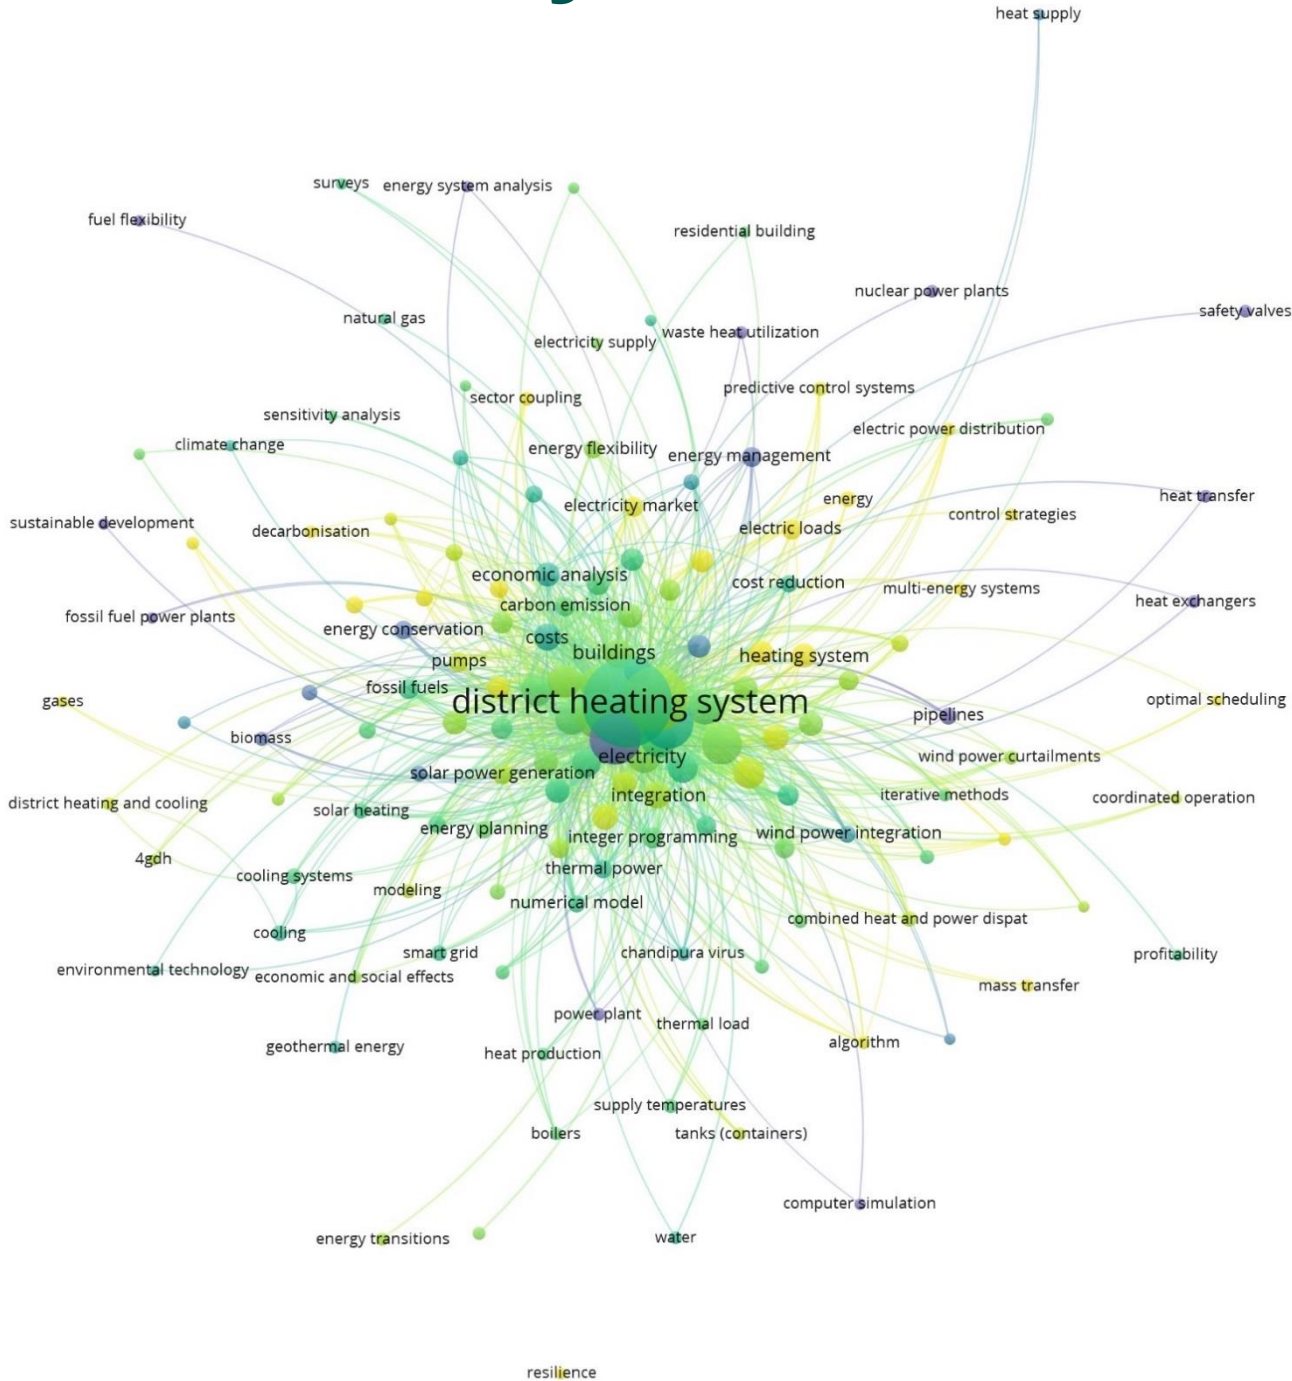 heat supply
surveys
energy system analysis
fuel flexibility
residential building
nuclear power plants
safety valves
natural gas
waste heat utilization
electricity supply
predictive control systems
sector coupling
sensitivity analysis
electric power distribution
climate change
energy flexibility
energy management
heat transfer
energy
electricity market
control strategies
sustainable development
electric loads
decarbonisation
economic analysis
cost reduction
multi-energy systems
heat exchangers
carbon emission
fossil fuel power plants
energy conservation
costs
buildings
heating system
pumps
fossil fuels
district heating system
gases
optimal scheduling
pipelines
biomass
electricity
wind power curtailments
solar power generation
integration
iterative methods
coordinated operation
district heating and cooling
solar heating
energy planning
integer programming
wind power integration
4gdh
thermal power
cooling systems
modeling
numerical model
combined heat and power dispat
cooling
smart grid
chandipura virus
profitability
environmental technology
economic and social effects
mass transfer
power plant
thermal load
algorithm
geothermal energy
heat production
supply temperatures
boilers
tanks (containers)
computer simulation
energy transitions
water
resilience